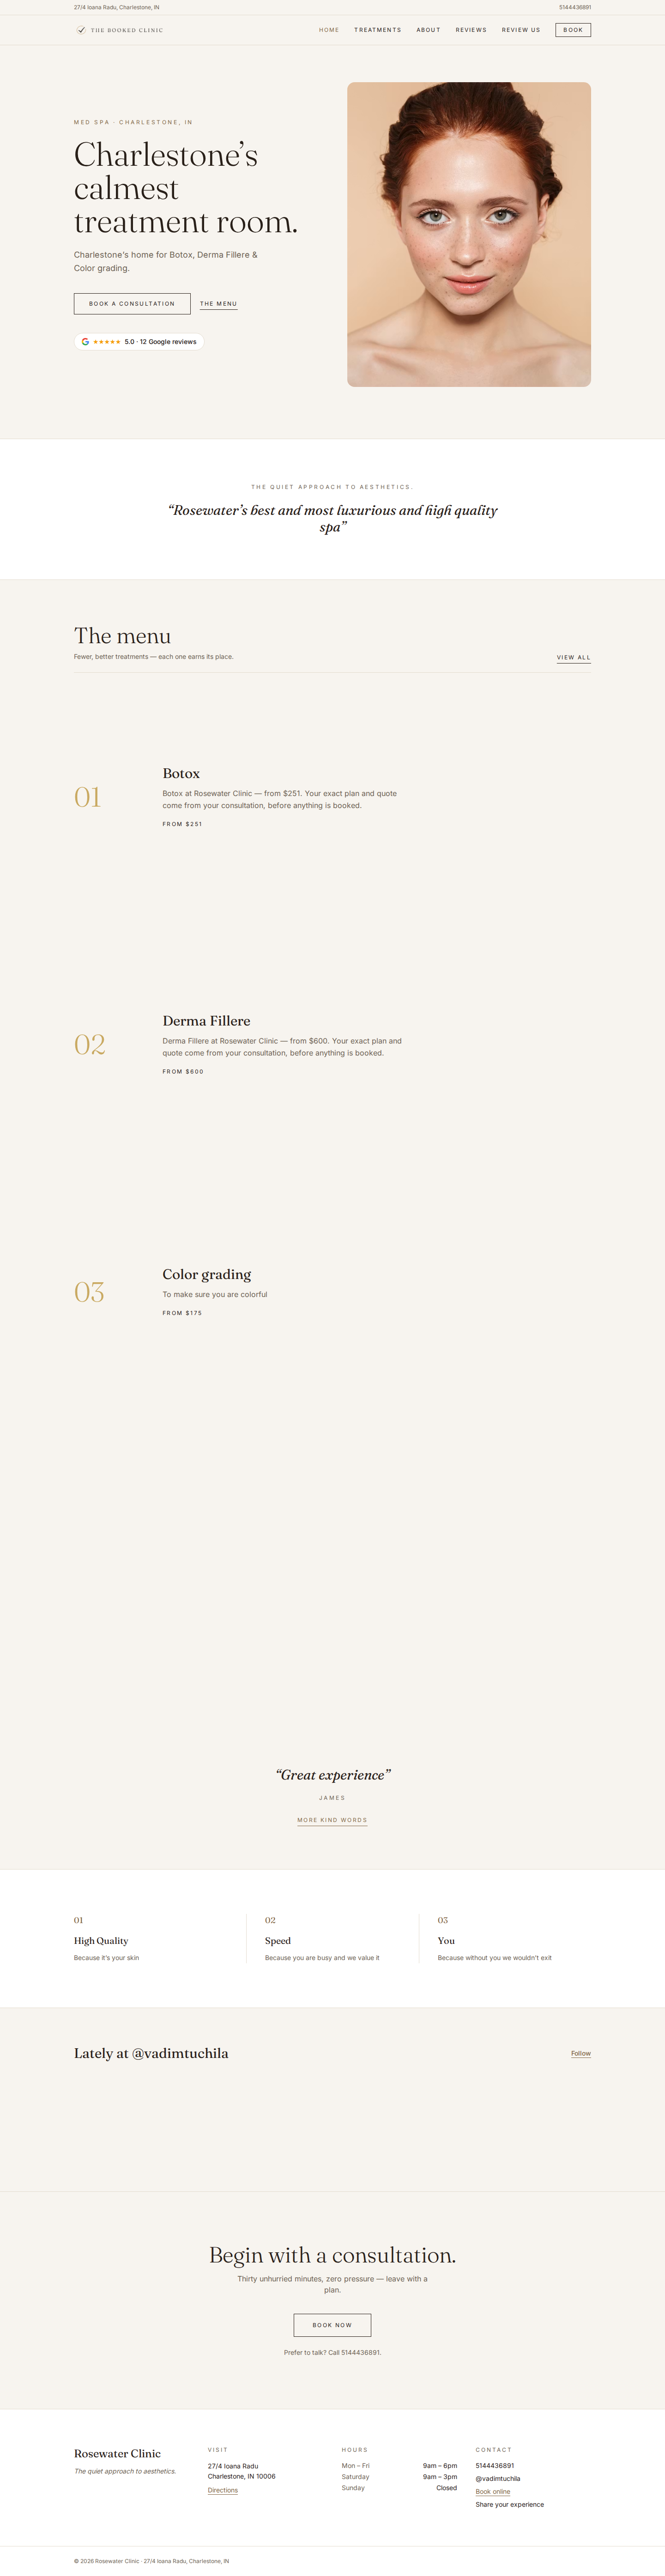 27/4 Ioana Radu, Charlestone, IN
5144436891
THE BOOKED CLINIC
HOME
TREATMENTS
ABOUT
REVIEWS
REVIEW US
BOOK
MED SPA · CHARLESTONE, IN
Charlestone’s
calmest
treatment room.
Charlestone’s home for Botox, Derma Fillere &
Color grading.
BOOK A CONSULTATION
THE MENU
★★★★★ 5.0 · 12 Google reviews
THE QUIET APPROACH TO AESTHETICS.
“Rosewater’s best and most luxurious and high quality
spa”
The menu
Fewer, better treatments — each one earns its place.
VIEW ALL
01
Botox
Botox at Rosewater Clinic — from $251. Your exact plan and quote
come from your consultation, before anything is booked.
FROM $251
02
Derma Fillere
Derma Fillere at Rosewater Clinic — from $600. Your exact plan and
quote come from your consultation, before anything is booked.
FROM $600
03
Color grading
To make sure you are colorful
FROM $175
“Great experience”
JAMES
MORE KIND WORDS
01
High Quality
Because it's your skin
02
Speed
Because you are busy and we value it
03
You
Because without you we wouldn't exit
Lately at @vadimtuchila
Follow
Begin with a consultation.
Thirty unhurried minutes, zero pressure — leave with a
plan.
BOOK NOW
Prefer to talk? Call 5144436891.
Rosewater Clinic
The quiet approach to aesthetics.
VISIT
27/4 Ioana Radu
Charlestone, IN 10006
Directions
HOURS
Mon – Fri 9am – 6pm
Saturday 9am – 3pm
Sunday Closed
CONTACT
5144436891
@vadimtuchila
Book online
Share your experience
© 2026 Rosewater Clinic · 27/4 Ioana Radu, Charlestone, IN